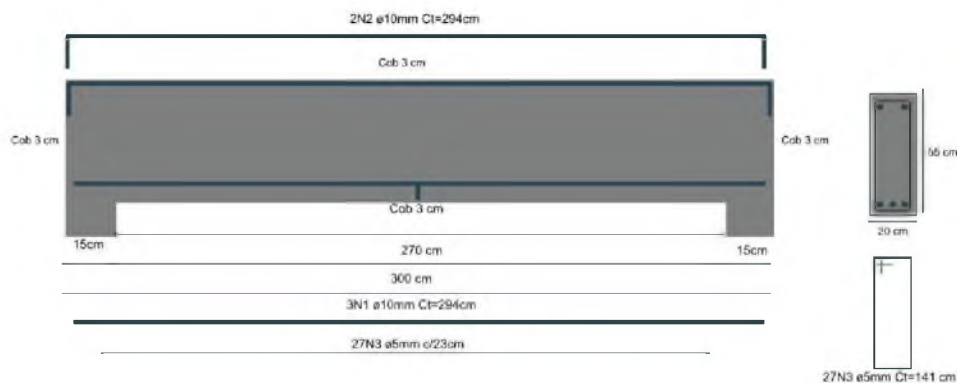 2N2 ø10mm Ct=294cm
Cob 3 cm
Cob 3 cm
Cob 3 cm
Cob 3 cm
15cm
270 cm
15cm
300 cm
3N1 ø10mm Ct=294cm
27N3 ø5mm c/23cm
cm
20 cm
27N3 ø5mm Ct=141 cm